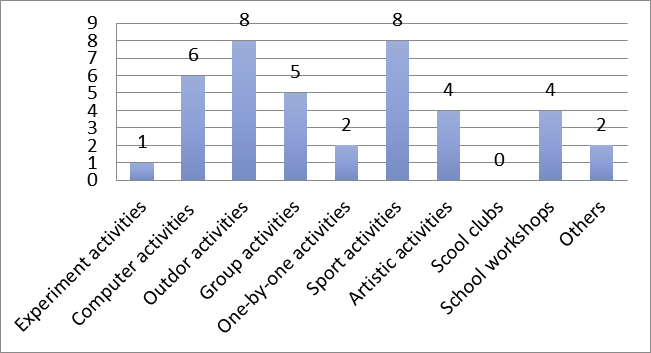 9
8
7
6
5
4
3
2
1
0
1
6
8
5
2
8
4
0
4
2
Experiment activities
Computer activities
Outdor activities
Group activities
One-by-one activities
Sport activities
Artistic activities
Scool clubs
School workshops
Others